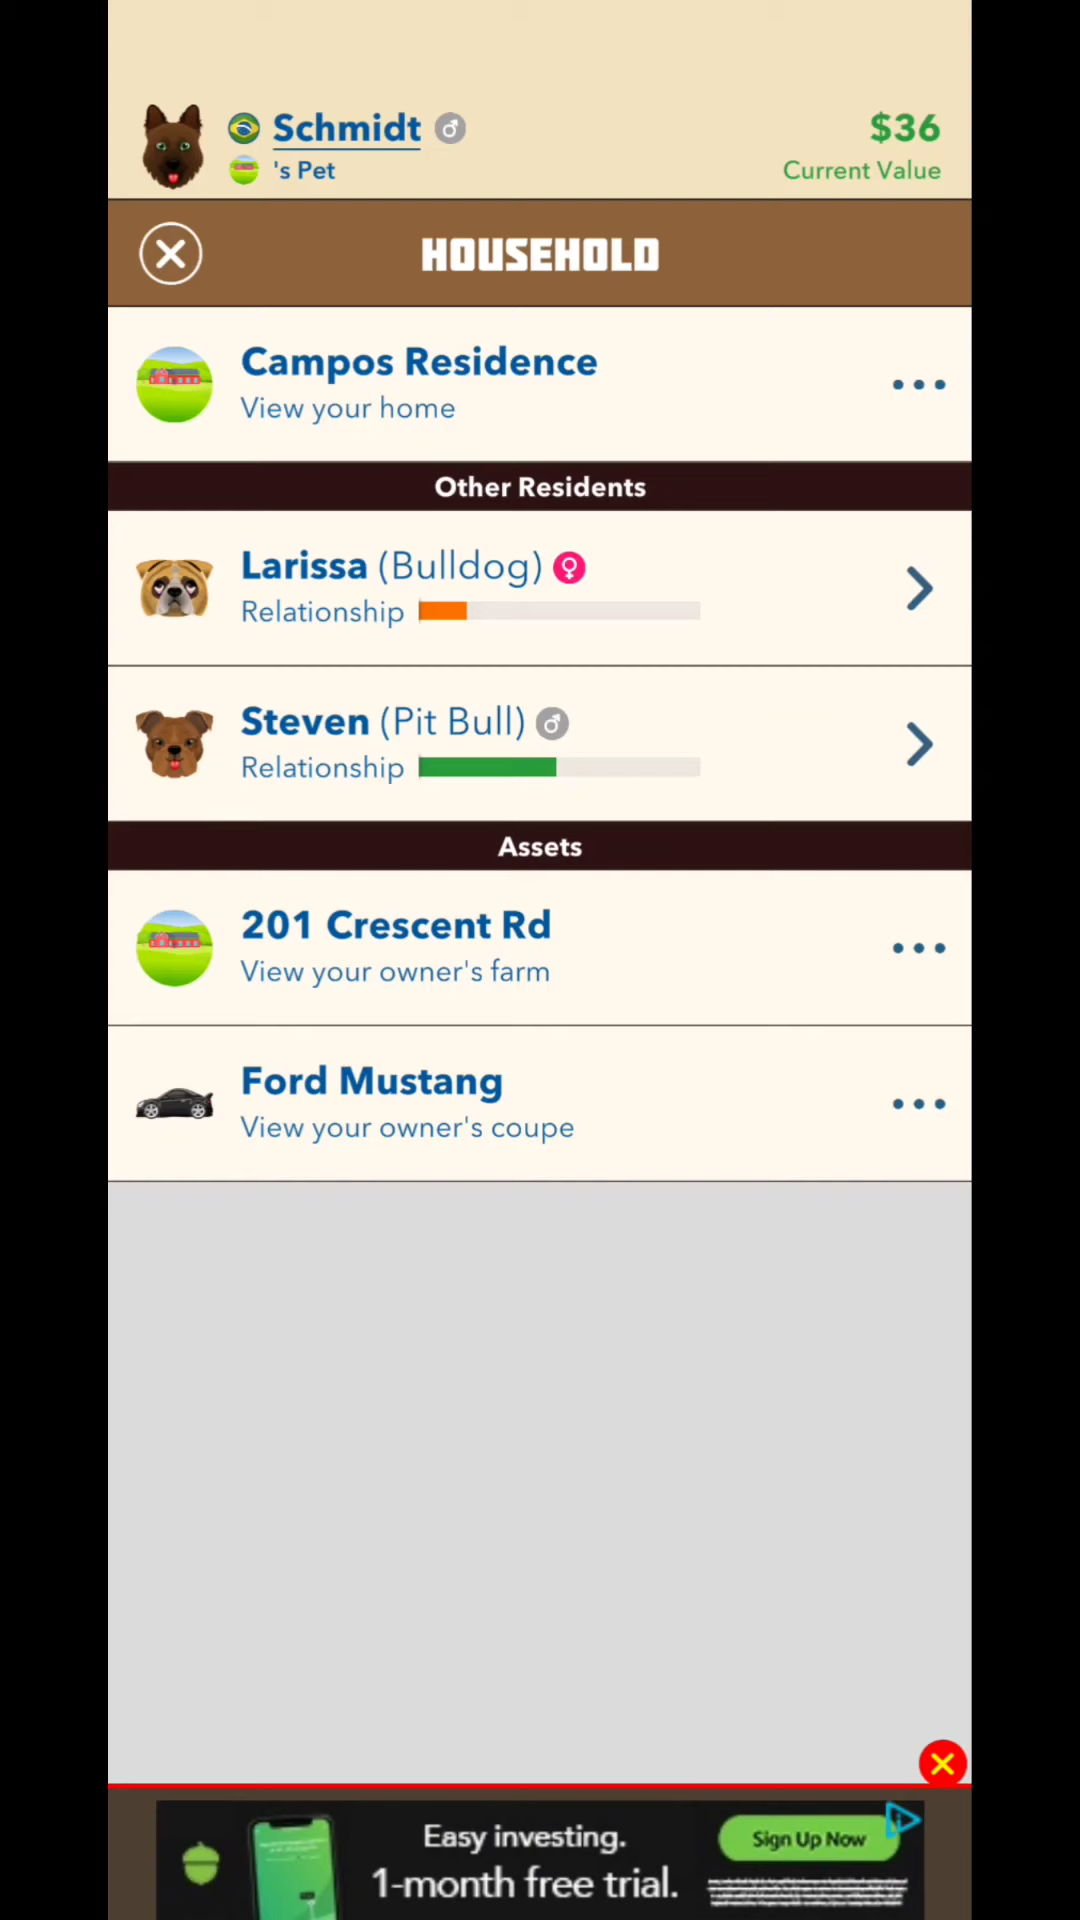 Schmidt
$36
's Pet
Current Value
HOUSEHOLD
Campos Residence
View your home
Other Residents
Larissa (Bulldog)
Relationship
Steven (Pit Bull)
Relationship
Assets
201 Crescent Rd
View your owner's farm
Ford Mustang
View your owner's coupe
Easy investing.
1-month free trial.
Sign Up Now